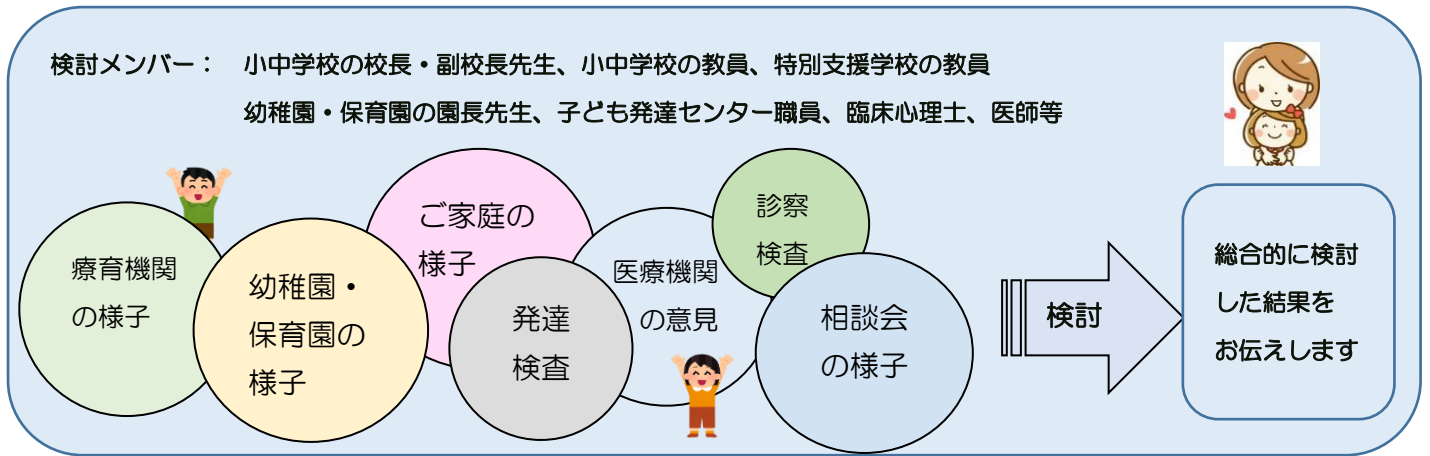 検討メンバー： 小中学校の校長・副校長先生、小中学校の教員、特別支援学校の教員
幼稚園・保育園の園長先生、子ども発達センター職員、臨床心理士、医師等
療育機関
の様子
幼稚園・
保育園の
様子
ご家庭の
様子
発達
検査
医療機関
の意見
診察
検査
相談会
の様子
検討
総合的に検討
した結果を
お伝えします